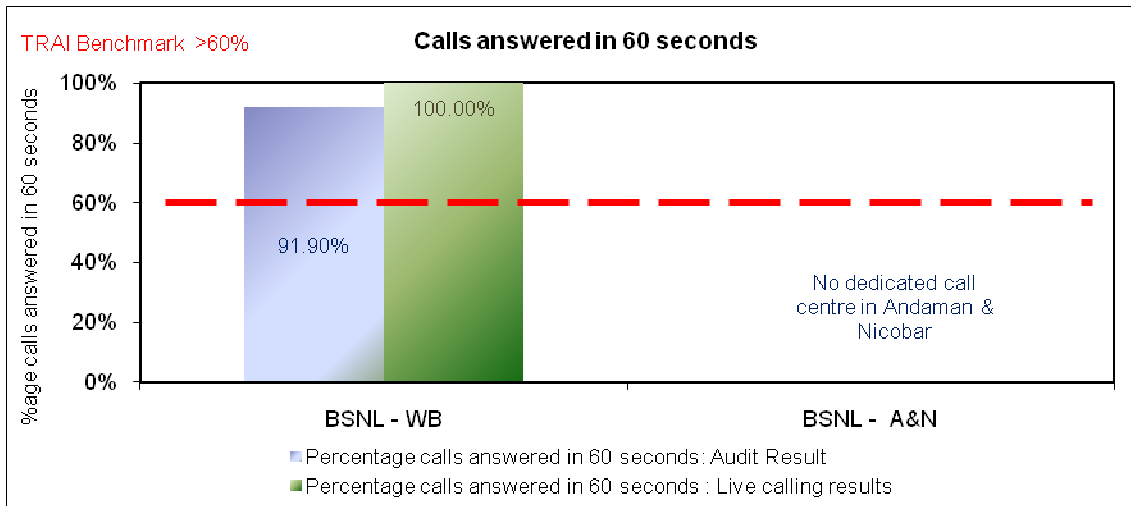 TRAI Benchmark >60%
Calls answered in 60 seconds
%age calls answered in 60 seconds
100%
80%
60%
40%
20%
0%
100.00%
91.90%
No dedicated call
centre in Andaman &
Nicobar
BSNL - WB
BSNL - A&N
Percentage calls answered in 60 seconds: Audit Result
Percentage calls answered in 60 seconds : Live calling results